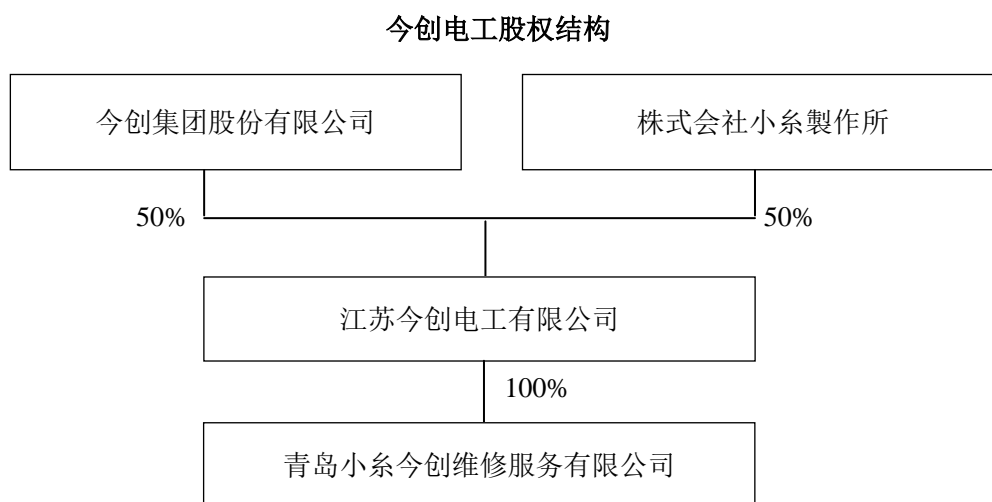 今创电工股权结构
今创集团股份有限公司
株式会社小糸製作所
50%
50%
江苏今创电工有限公司
100%
青岛小糸今创维修服务有限公司